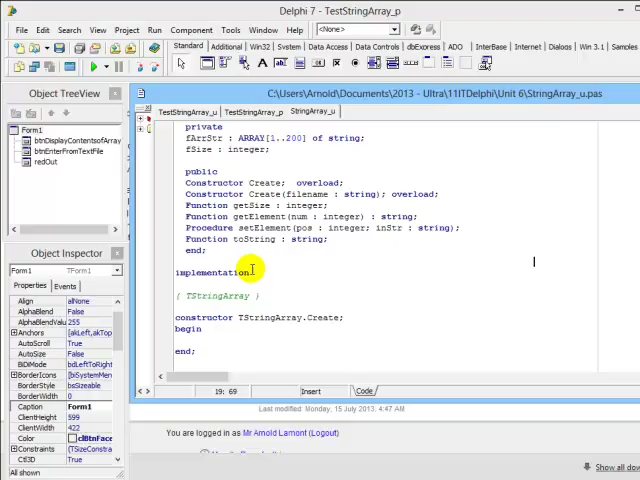 Delphi 7 - TestStringArray_p
File Edit Search View Project Run Component Tools Window Help <None>
Standard Additional Win32 System Data Access Data Controls dbExpress ADO InterBase Internet Dialogs Win 3.1 Samples
Object TreeView
Form1
btnDisplayContentsofArray
btnEnterFromTextFile
redOut
Object Inspector
Form1 TForm1
Properties Events
Align alNone
AlphaBlend False
AlphaBlendValu 255
Anchors [akLeft,akTop
AutoScroll True
AutoSize False
BiDiMode bdLeftToRight
BorderIcons [biSystemMen
BorderStyle bsSizeable
BorderWidth 0
Caption Form1
ClientHeight 599
ClientWidth 422
Color clBtnFace
Constraints (TSizeConstra
Ctl3D True
All shown
C:\Users\Arnold\Documents\2013 - Ultra\11ITDelphi\Unit 6\StringArray_u.pas
TestStringArray_u TestStringArray_p StringArray_u
private
fArrStr : ARRAY[1..200] of string;
fSize : integer;
public
Constructor Create; overload;
Constructor Create(filename : string); overload;
Function getSize : integer;
Function getElement(num : integer) : string;
Procedure setElement(pos : integer; inStr : string);
Function toString : string;
end;
implementation
{ TStringArray }
constructor TStringArray.Create;
begin
end;
19: 69 Insert Code
Last modified: Monday, 15 July 2013, 4:47 AM
You are logged in as Mr Arnold Lamont (Logout)
Show all dow